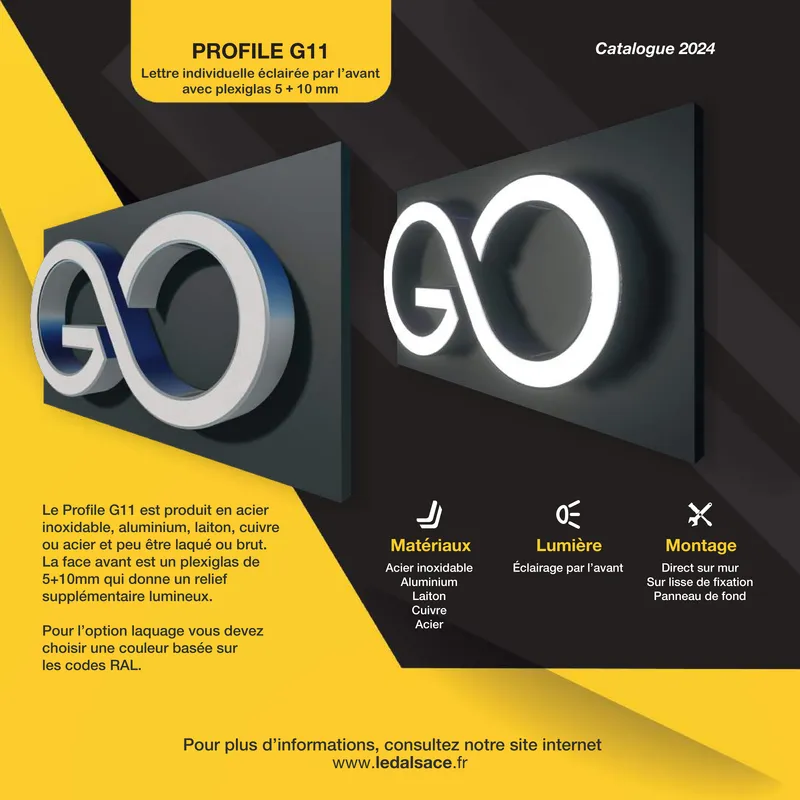 PROFILE G11
Lettre individuelle éclairée par l'avant
avec plexiglas 5 + 10 mm
Catalogue 2024
GO
GO
Le Profile G11 est produit en acier
inoxidable, aluminium, laiton, cuivre
ou acier et peu être laqué ou brut.
La face avant est un plexiglas de
5+10mm qui donne un relief
supplémentaire lumineux.
Pour l'option laquage vous devez
choisir une couleur basée sur
les codes RAL.
Matériaux
Acier inoxidable
Aluminium
Laiton
Cuivre
Acier
Lumière
Éclairage par l'avant
Montage
Direct sur mur
Sur lisse de fixation
Panneau de fond
Pour plus d'informations, consultez notre site internet
www.ledalsace.fr